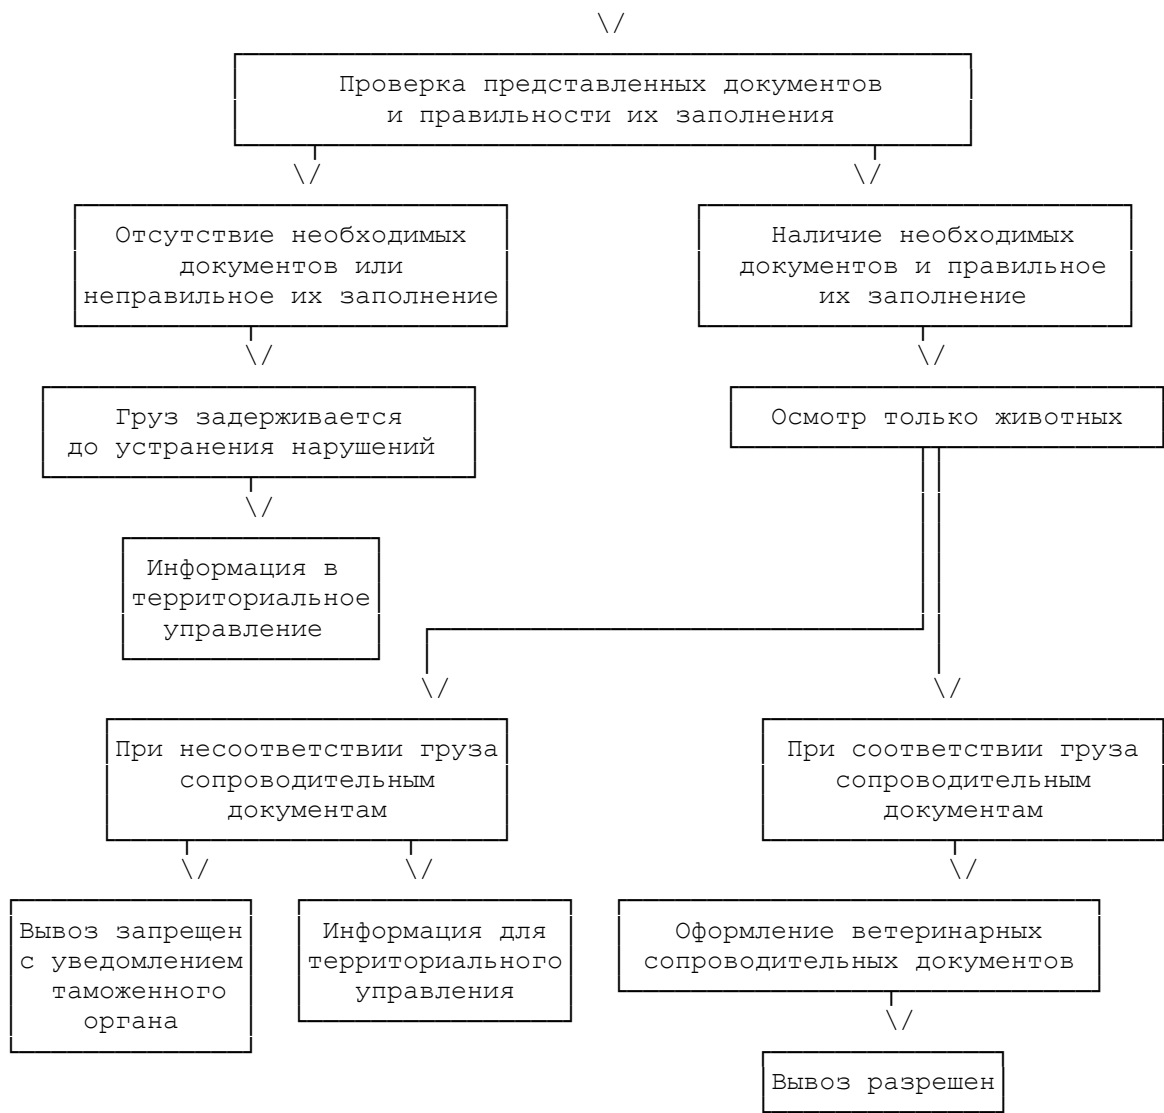 Проверка представленных документов
и правильности их заполнения
Отсутствие необходимых
документов или
неправильное их заполнение
Наличие необходимых
документов и правильное
их заполнение
Груз задерживается
до устранения нарушений
Осмотр только животных
Информация в
территориальное
управление
При несоответствии груза
сопроводительным
документам
При соответствии груза
сопроводительным
документам
Вывоз запрещен
с уведомлением
таможенного
органа
Информация для
территориального
управления
Оформление ветеринарных
сопроводительных документов
Вывоз разрешен